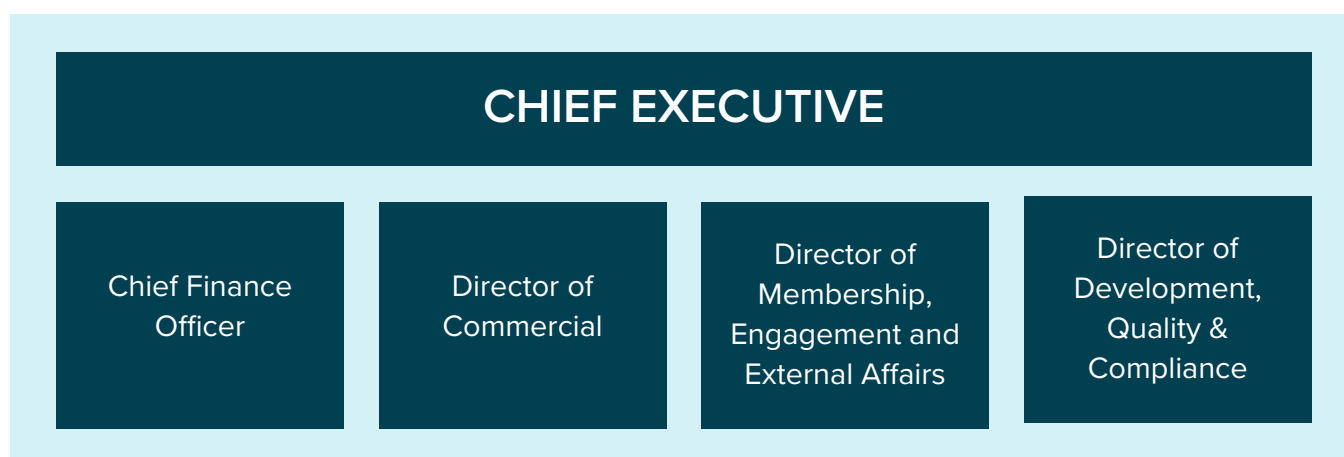 CHIEF EXECUTIVE
Chief Finance
Officer
Director of
Commercial
Director of
Membership,
Engagement and
External Affairs
Director of
Development,
Quality &
Compliance